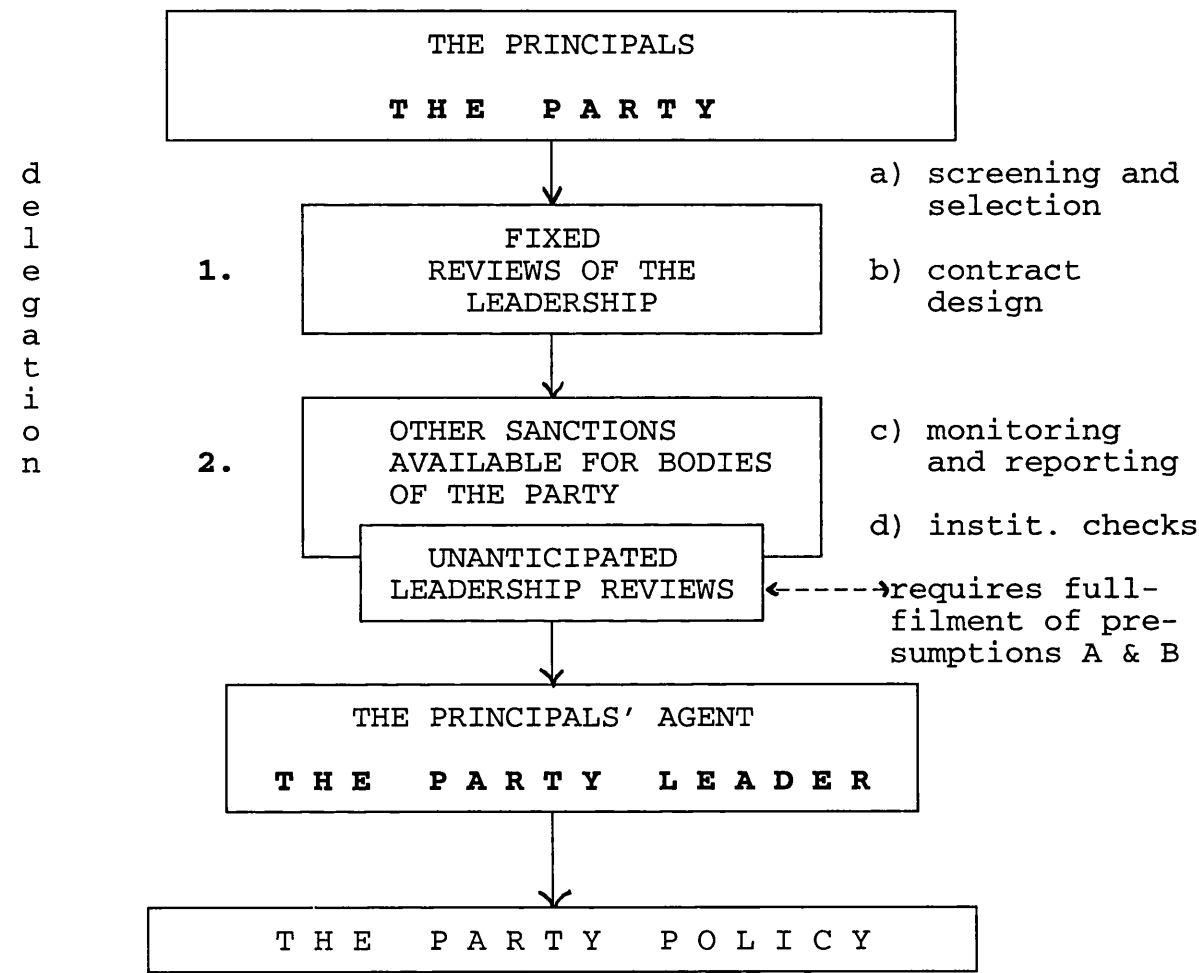 THE PRINCIPALS
THE PARTY
delegation
a) screening and
selection
1.
FIXED
REVIEWS OF THE
LEADERSHIP
b) contract
design
2.
OTHER SANCTIONS
AVAILABLE FOR BODIES
OF THE PARTY
c) monitoring
and reporting
d) instit. checks
UNANTICIPATED
LEADERSHIP REVIEWS
requires full-
filment of pre-
sumptions A & B
THE PRINCIPALS' AGENT
THE PARTY LEADER
THE PARTY POLICY